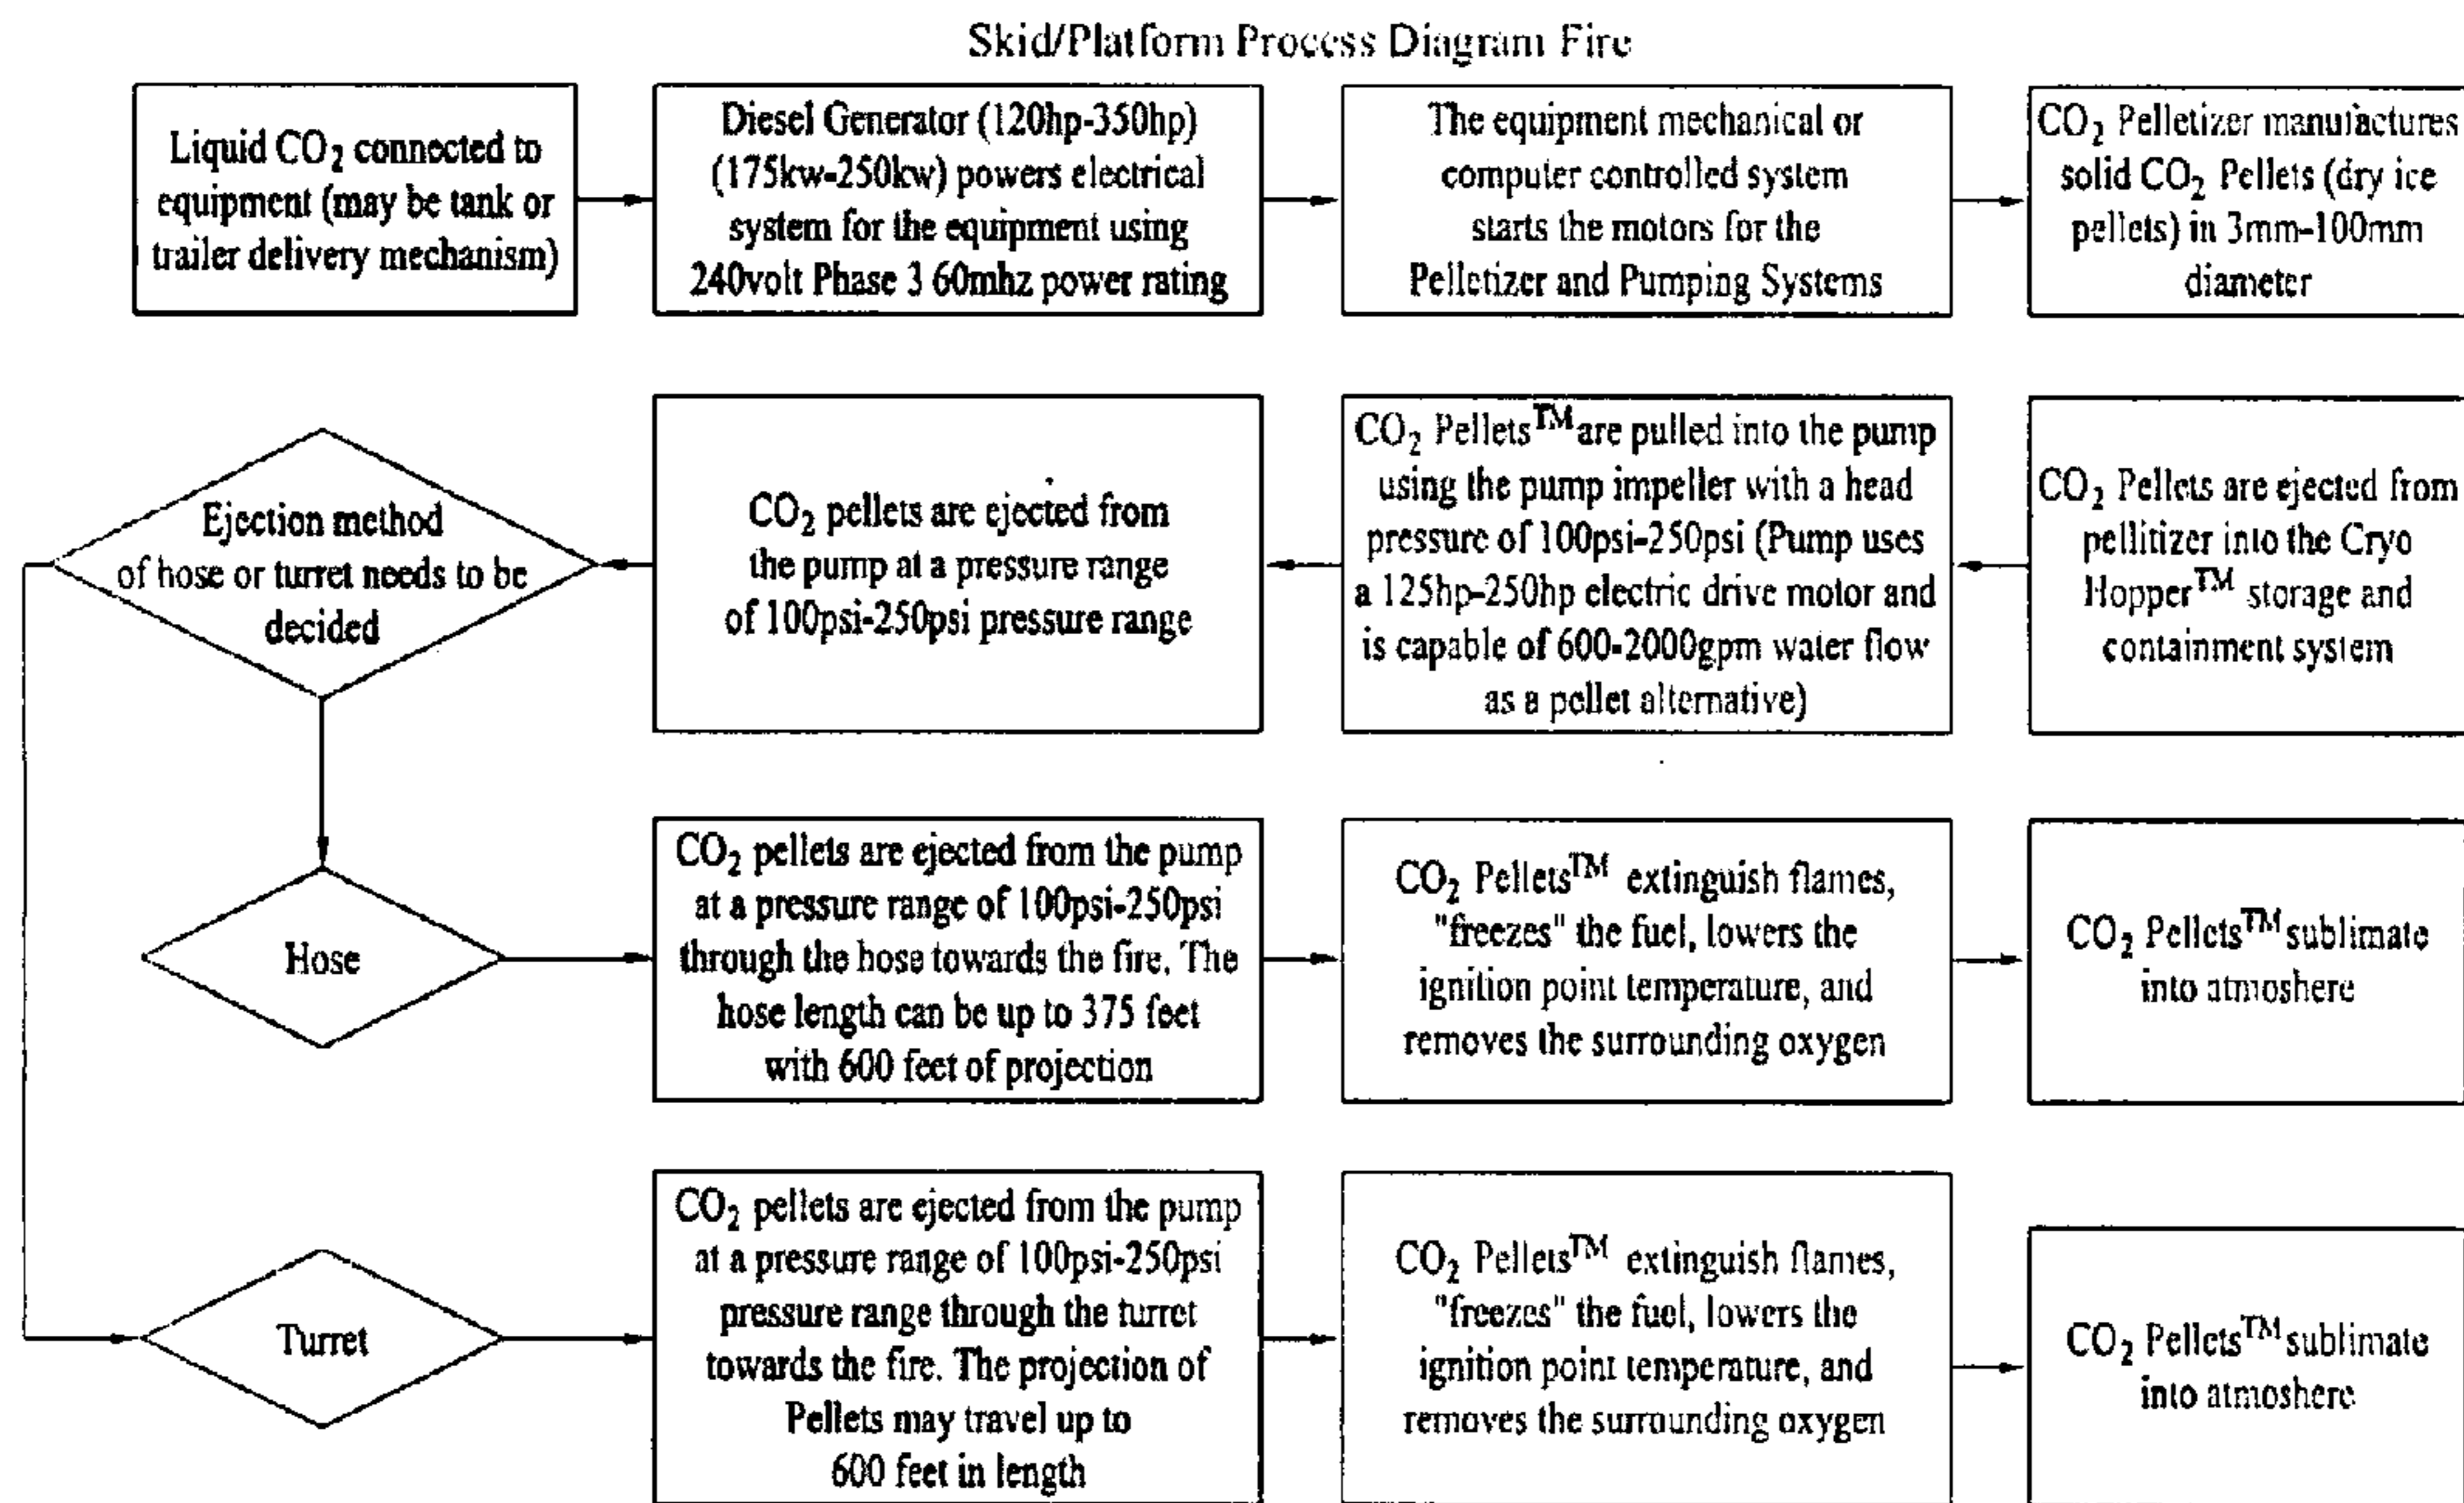 Skid/Platform Process Diagram Fire
Liquid CO₂ connected to
equipment (may be tank or
trailer delivery mechanism)
Diesel Generator (120hp-350hp)
(175kw-250kw) powers electrical
system for the equipment using
240volt Phase 3 60mhz power rating
The equipment mechanical or
computer controlled system
starts the motors for the
Pelletizer and Pumping Systems
CO₂ Pelletizer manufactures
solid CO₂ Pellets (dry ice
pellets) in 3mm-100mm
diameter
CO₂ Pellets are ejected from
pellitizer into the Cryo
Hopper™ storage and
containment system
CO₂ Pellets™ are pulled into the pump
using the pump impeller with a head
pressure of 100psi-250psi (Pump uses
a 125hp-250hp electric drive motor and
is capable of 600-2000gpm water flow
as a pellet alternative)
CO₂ pellets are ejected from
the pump at a pressure range
of 100psi-250psi pressure range
Ejection method
of hose or turret needs to be
decided
Hose
CO₂ pellets are ejected from the pump
at a pressure range of 100psi-250psi
through the hose towards the fire. The
hose length can be up to 375 feet
with 600 feet of projection
CO₂ Pellets™ extinguish flames,
"freezes" the fuel, lowers the
ignition point temperature, and
removes the surrounding oxygen
CO₂ Pellets™ sublimate
into atmoshere
Turret
CO₂ pellets are ejected from the pump
at a pressure range of 100psi-250psi
pressure range through the turret
towards the fire. The projection of
Pellets may travel up to
600 feet in length
CO₂ Pellets™ extinguish flames,
"freezes" the fuel, lowers the
ignition point temperature, and
removes the surrounding oxygen
CO₂ Pellets™ sublimate
into atmoshere